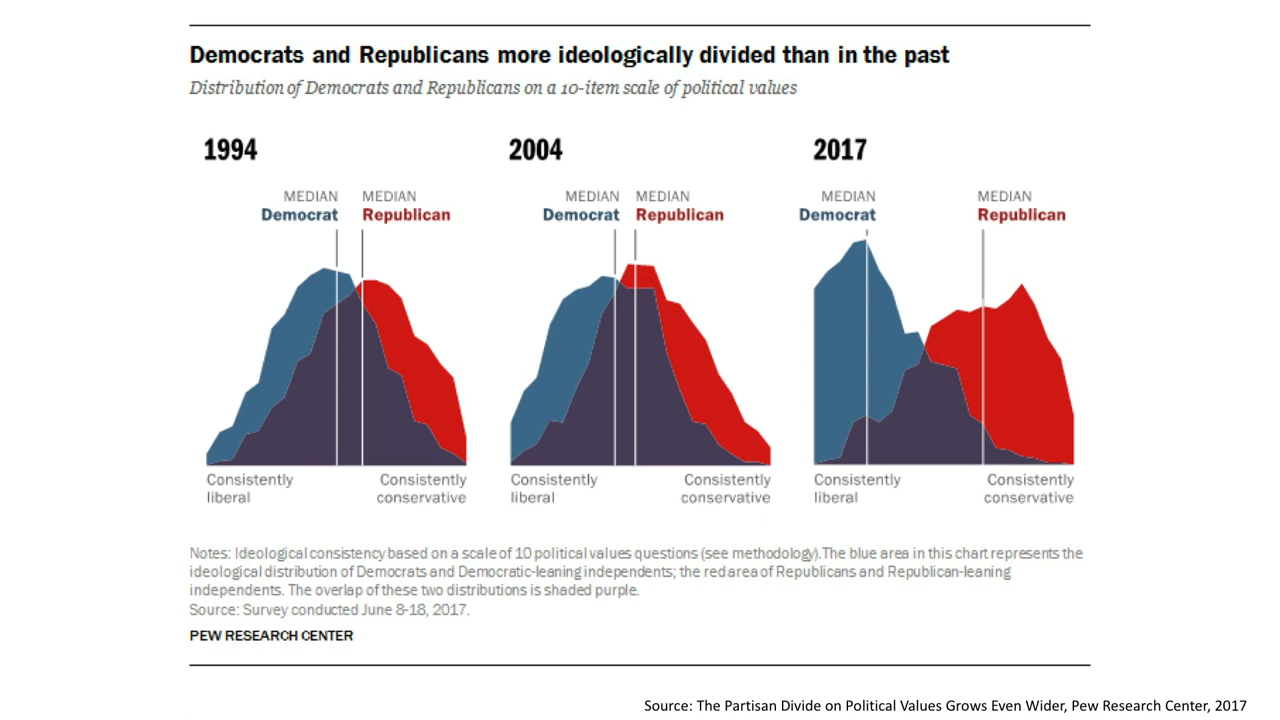 Democrats and Republicans more ideologically divided than in the past
Distribution of Democrats and Republicans on a 10-item scale of political values
1994
MEDIAN Democrat
MEDIAN Republican
Consistently liberal
Consistently conservative
2004
MEDIAN Democrat
MEDIAN Republican
Consistently liberal
Consistently conservative
2017
MEDIAN Democrat
MEDIAN Republican
Consistently liberal
Consistently conservative
Notes: Ideological consistency based on a scale of 10 political values questions (see methodology).The blue area in this chart represents the
ideological distribution of Democrats and Democratic-leaning independents; the red area of Republicans and Republican-leaning
independents. The overlap of these two distributions is shaded purple.
Source: Survey conducted June 8-18, 2017.
PEW RESEARCH CENTER
Source: The Partisan Divide on Political Values Grows Even Wider, Pew Research Center, 2017